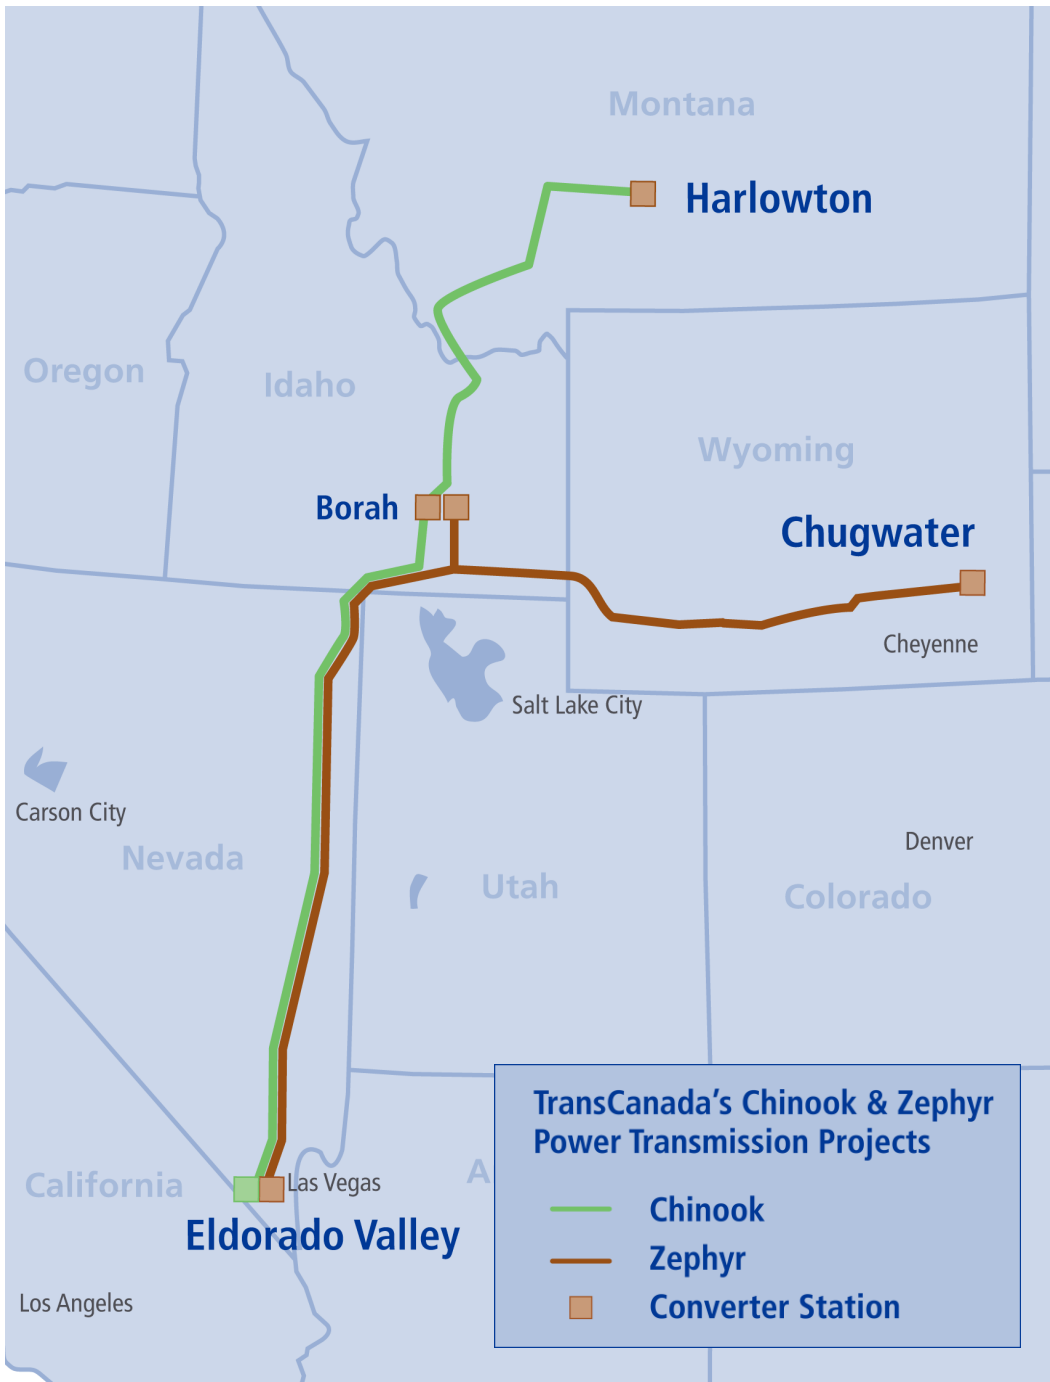 Montana
Harlowton
Oregon
Idaho
Wyoming
Borah
Chugwater
Cheyenne
Salt Lake City
Carson City
Nevada
Denver
Utah
Colorado
TransCanada's Chinook & Zephyr
Power Transmission Projects
California
A
Las Vegas
Chinook
Eldorado Valley
Zephyr
Los Angeles
Converter Station